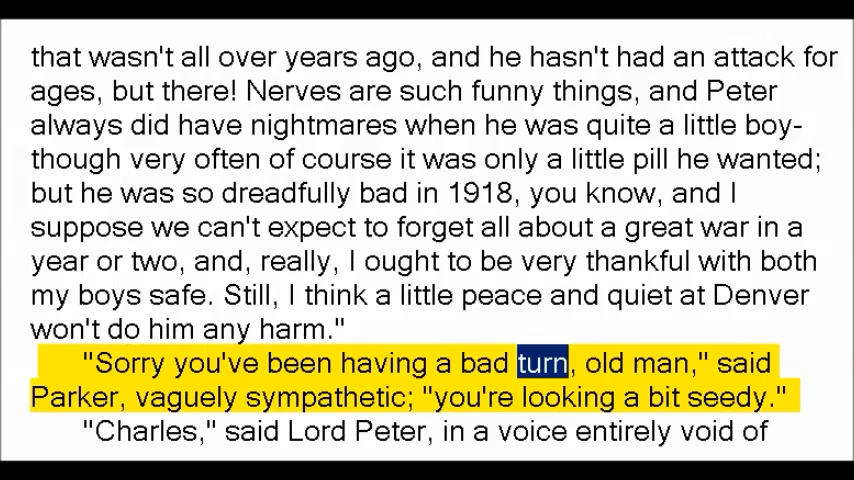 that wasn't all over years ago, and he hasn't had an attack for
ages, but there! Nerves are such funny things, and Peter
always did have nightmares when he was quite a little boy-
though very often of course it was only a little pill he wanted;
but he was so dreadfully bad in 1918, you know, and I
suppose we can't expect to forget all about a great war in a
year or two, and, really, I ought to be very thankful with both
my boys safe. Still, I think a little peace and quiet at Denver
won't do him any harm."
"Sorry you've been having a bad turn, old man," said
Parker, vaguely sympathetic; "you're looking a bit seedy."
"Charles," said Lord Peter, in a voice entirely void of